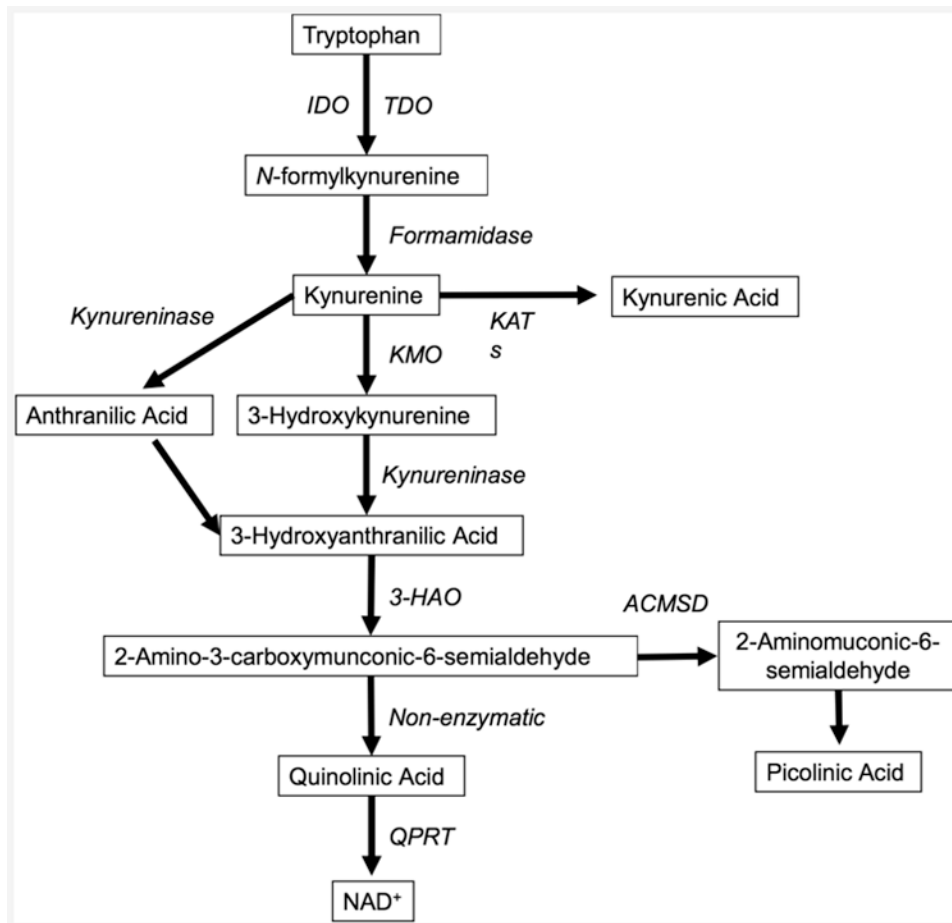 Tryptophan
IDO TDO
N-formylkynurenine
Formamidase
Kynurenine
Kynurenic Acid
Kynureninase
KAT
s
KMO
Anthranilic Acid
3-Hydroxykynurenine
Kynureninase
3-Hydroxyanthranilic Acid
3-HAO
ACMSD
2-Amino-3-carboxymunconic-6-semialdehyde
2-Aminomuconic-6-
semialdehyde
Non-enzymatic
Quinolinic Acid
Picolinic Acid
QPRT
NAD⁺